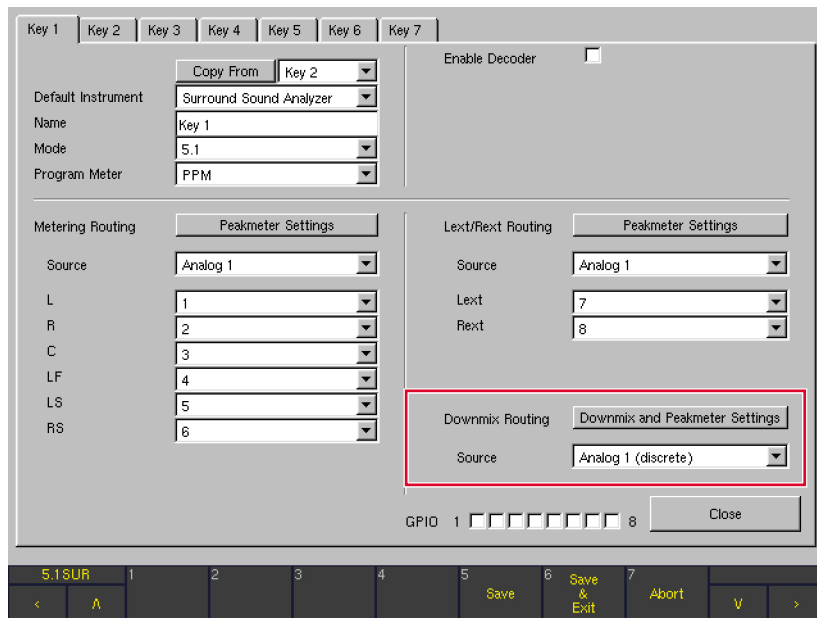 Key 1 Key 2 Key 3 Key 4 Key 5 Key 6 Key 7
Copy From Key 2
Default Instrument Surround Sound Analyzer
Name Key 1
Mode 5.1
Program Meter PPM
Enable Decoder
Metering Routing Peakmeter Settings
Source Analog 1
L 1
R 2
C 3
LF 4
LS 5
RS 6
Lext/Rext Routing Peakmeter Settings
Source Analog 1
Lext 7
Rext 8
Downmix Routing Downmix and Peakmeter Settings
Source Analog 1 (discrete)
GPIO 1 8 Close
5.1SUR 1 2 3 4 5 6 7
< Λ Save Save & Exit Abort V >